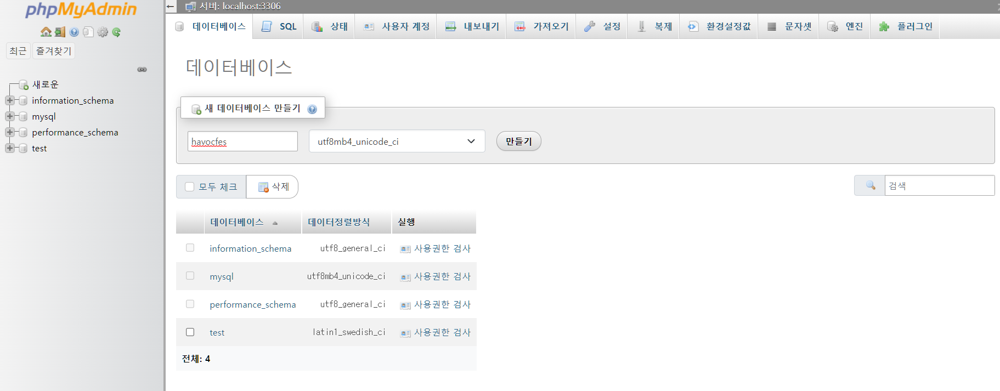 phpMyAdmin
최근 즐겨찾기
새로운
information_schema
mysql
performance_schema
test
서버: localhost:3306
데이터베이스 SQL 상태 사용자 계정 내보내기 가져오기 설정 복제 환경설정값 문자셋 엔진 플러그인
데이터베이스
새 데이터베이스 만들기
havocfes utf8mb4_unicode_ci 만들기
모두 체크 삭제 검색
데이터베이스 데이터정렬방식 실행
information_schema utf8_general_ci 사용권한 검사
mysql utf8mb4_unicode_ci 사용권한 검사
performance_schema utf8_general_ci 사용권한 검사
test latin1_swedish_ci 사용권한 검사
전체: 4